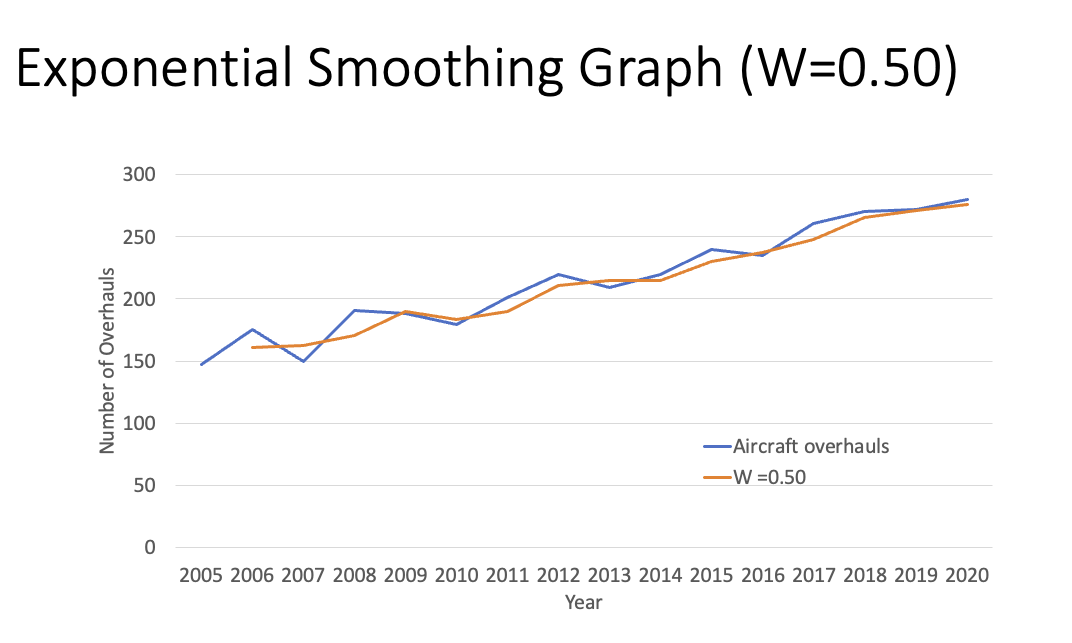 Exponential Smoothing Graph (W=0.50)
300
250
200
150
100
50
0
Number of Overhauls
Aircraft overhauls
W =0.50
2005 2006 2007 2008 2009 2010 2011 2012 2013 2014 2015 2016 2017 2018 2019 2020
Year